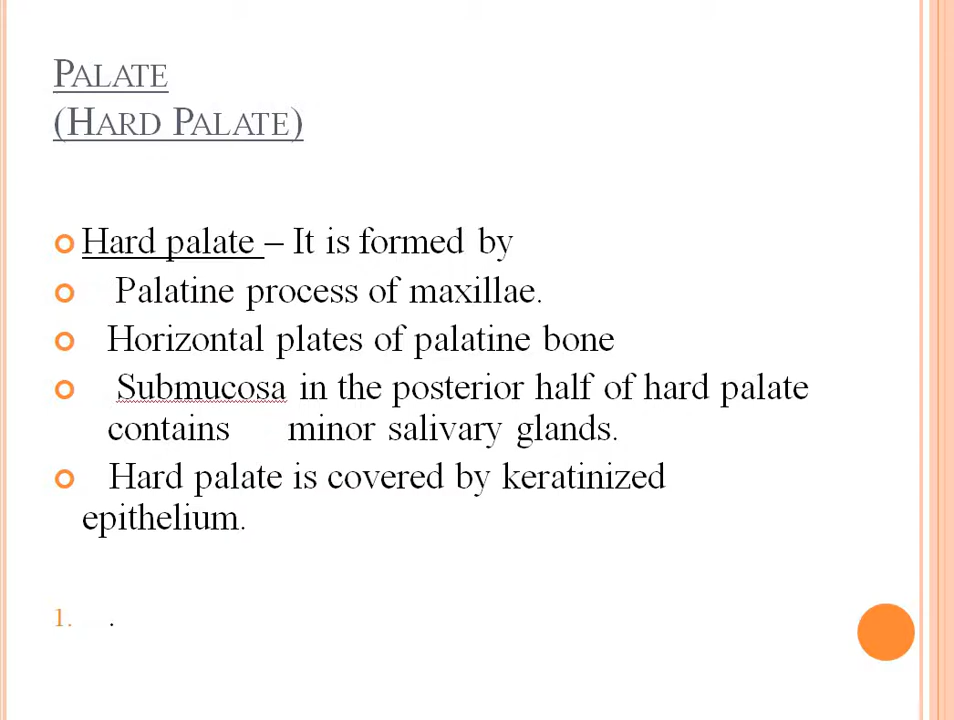 PALATE
(HARD PALATE)
Hard palate – It is formed by
Palatine process of maxillae.
Horizontal plates of palatine bone
Submucosa in the posterior half of hard palate
contains minor salivary glands.
Hard palate is covered by keratinized
epithelium.
1. .